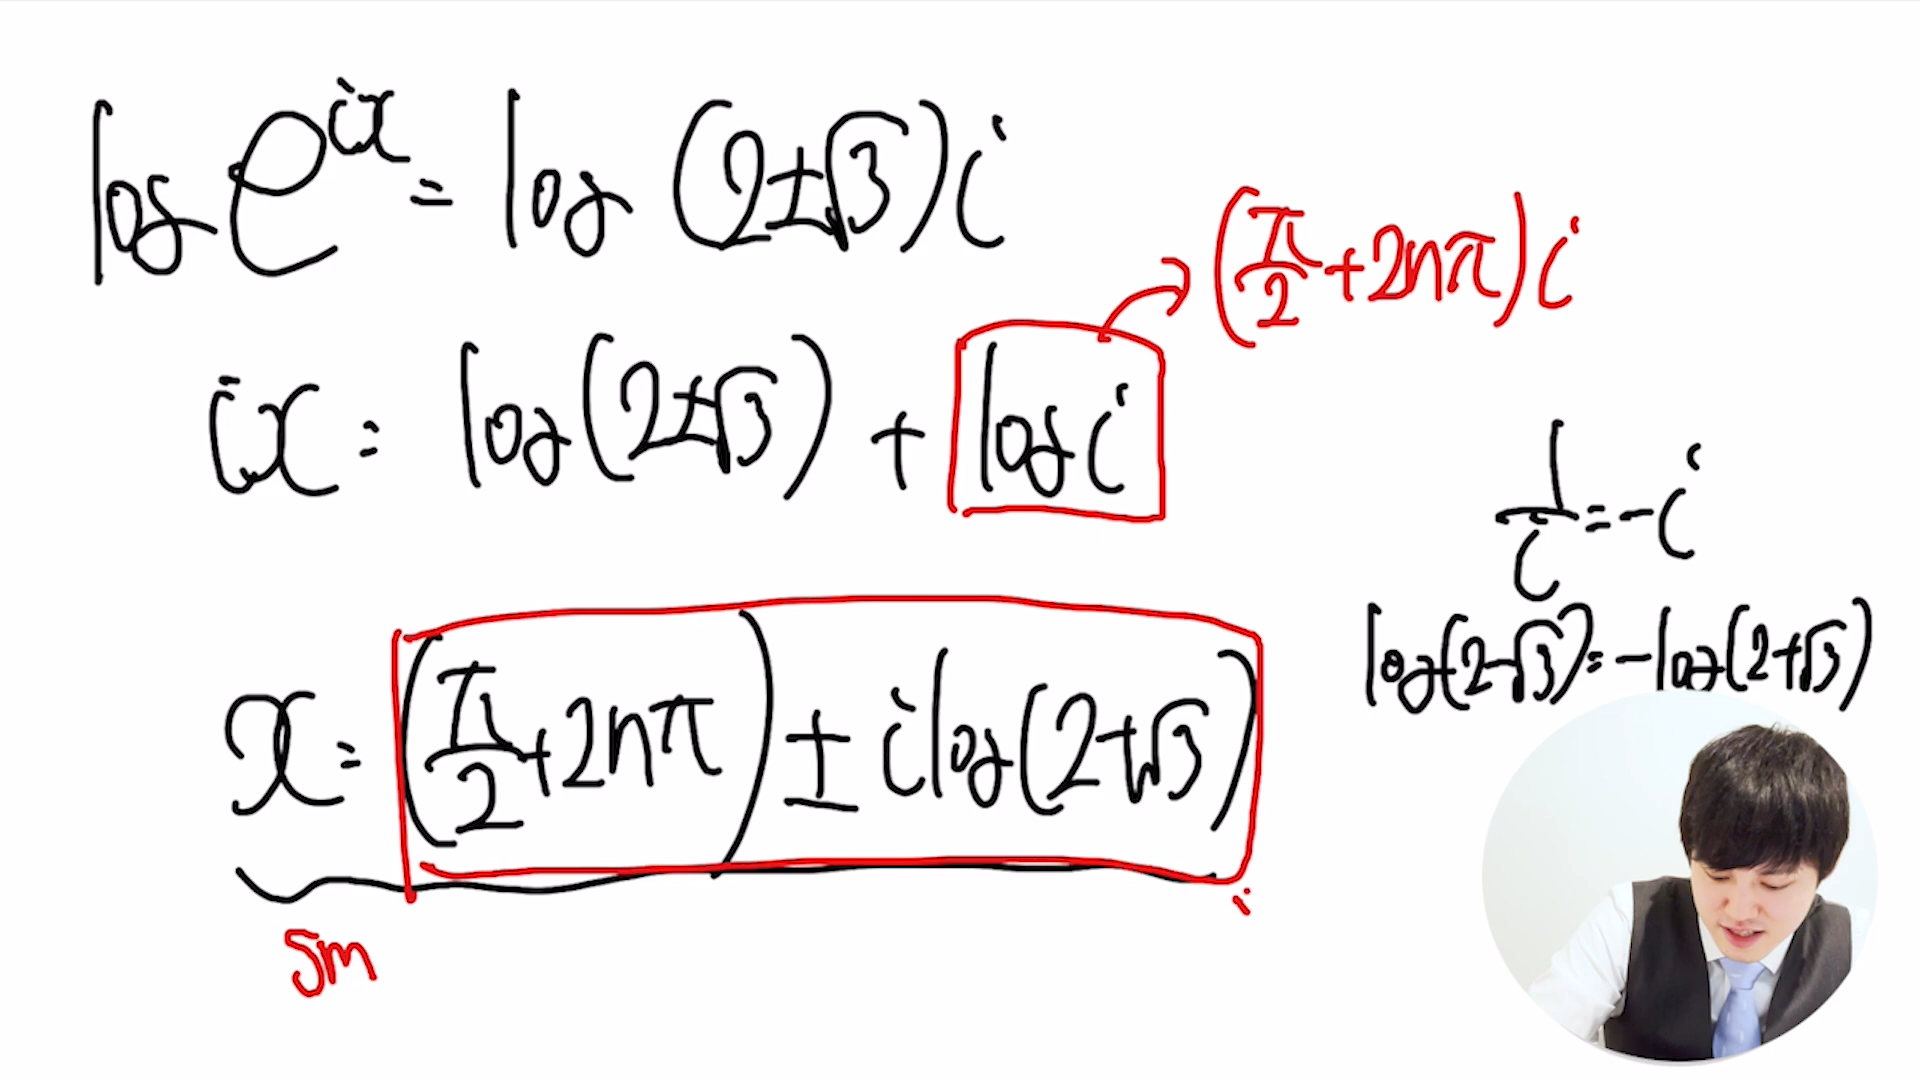 log e^{ix} = log (2±√3)i
(π/2+2nπ)i
ix = log(2±√3) + log i
1/i = -i
log(2-√3) = -log(2+√3)
x = (π/2+2nπ) ± i log(2+√3)